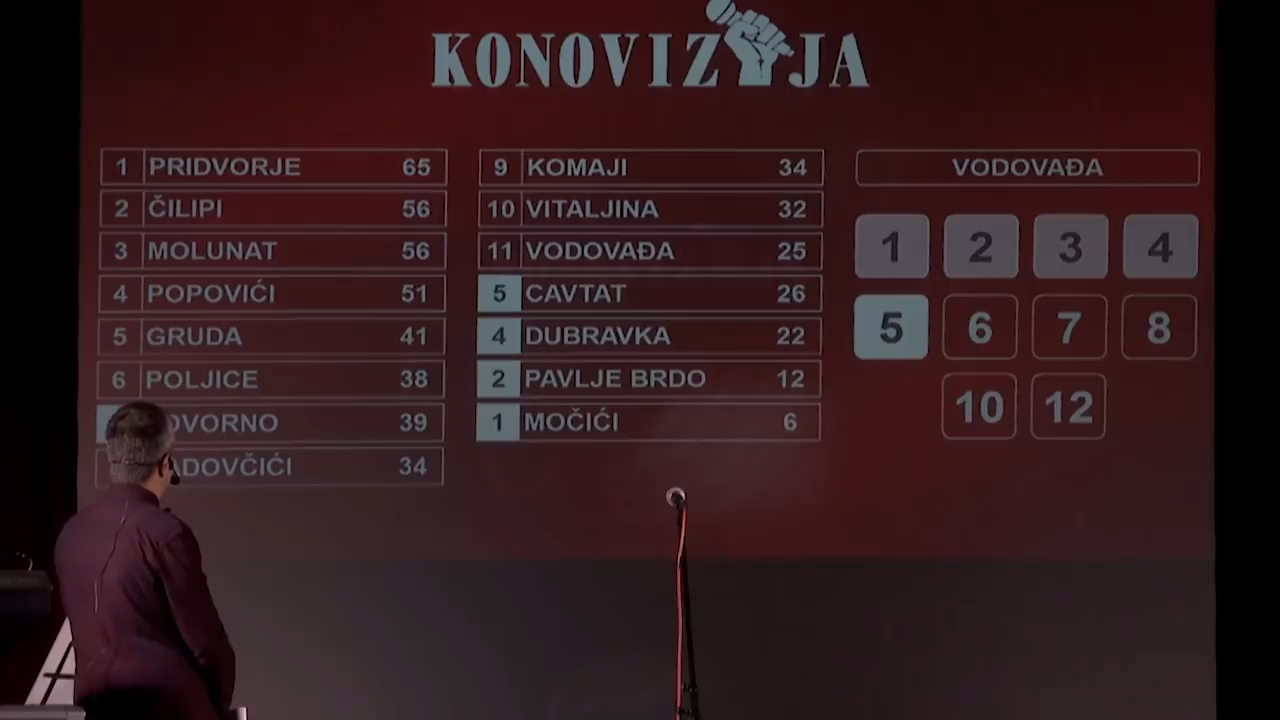 KONOVIZIJA
1 PRIDVORJE 65
2 ČILIPI 56
3 MOLUNAT 56
4 POPOVIĆI 51
5 GRUDA 41
6 POLJICE 38
OVORNO 39
ADOVČIĆI 34
9 KOMAJI 34
10 VITALJINA 32
11 VODOVAĐA 25
5 CAVTAT 26
4 DUBRAVKA 22
2 PAVLJE BRDO 12
1 MOČIĆI 6
VODOVAĐA
1 2 3 4
5 6 7 8
10 12